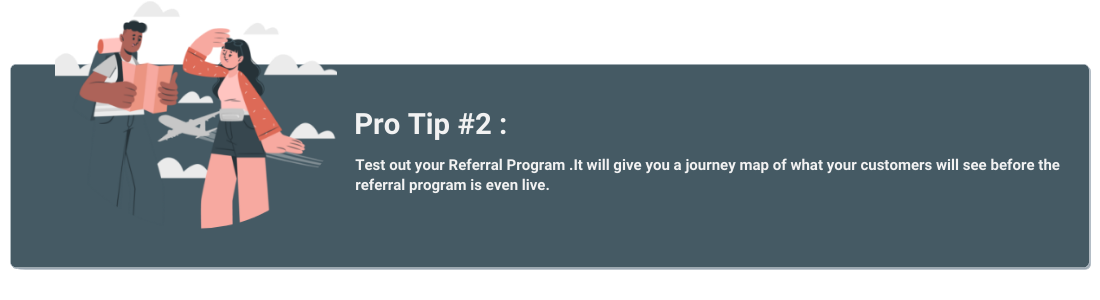 Pro Tip #2 :
Test out your Referral Program .It will give you a journey map of what your customers will see before the
referral program is even live.